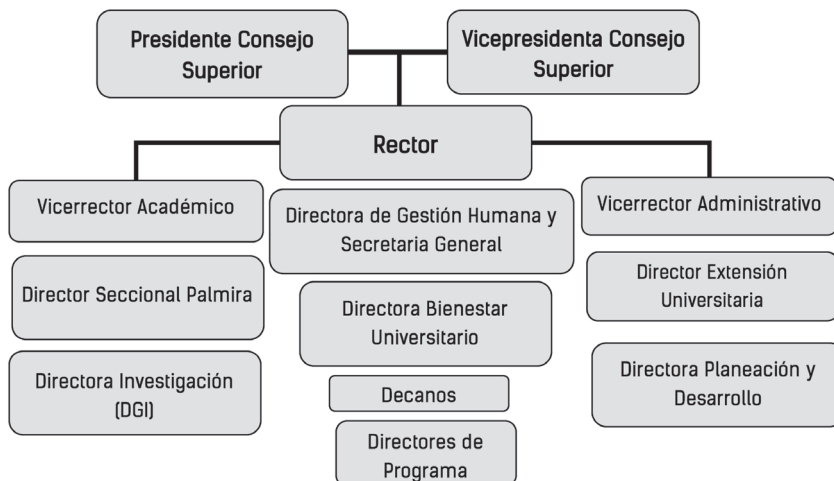 Presidente Consejo
Superior
Vicepresidenta Consejo
Superior
Rector
Vicerrector Académico
Directora de Gestión Humana y
Secretaria General
Vicerrector Administrativo
Director Seccional Palmira
Directora Bienestar
Universitario
Director Extensión
Universitaria
Directora Investigación
(DGI)
Decanos
Directora Planeación y
Desarrollo
Directores de
Programa